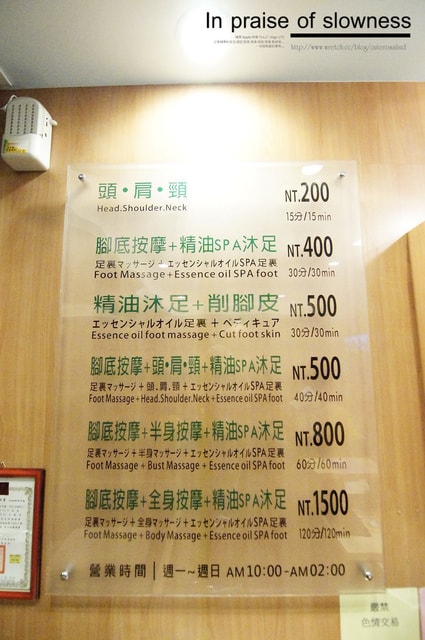 In praise of slowness
http://www.wretch.cc/blog/
頭・肩・頸 NT.200
Head.Shoulder.Neck 15分/15min
腳底按摩+精油SPA沐足 NT.400
足裏マッサージ+エッセンシャルオイルSPA足裏 30分/30min
Foot Massage+Essence oil SPA foot
精油沐足+削腳皮 NT.500
エッセンシャルオイル足裏 + ペディキュア
Essence oil foot massage+Cut foot skin 30分/30min
腳底按摩+頭・肩・頸+精油SPA沐足 NT.500
足裏マッサージ+頭.肩.頸+エッセンシャルオイルSPA足裏
Foot Massage+Head.Shoulder.Neck+Essence oil SPA foot 40分/40min
腳底按摩+半身按摩+精油SPA沐足 NT.800
足裏マッサージ+半身マッサージ+エッセンシャルオイルSPA足裏
Foot Massage + Bust Massage + Essence oil SPA foot 60分/60min
腳底按摩+全身按摩+精油SPA沐足 NT.1500
足裏マッサージ+全身マッサージ+エッセンシャルオイルSPA足裏
Foot Massage + Body Massage + Essence oil SPA foot 120分/120min
營業時間 | 週一~週日 AM10:00-AM02:00
嚴禁
色情交易